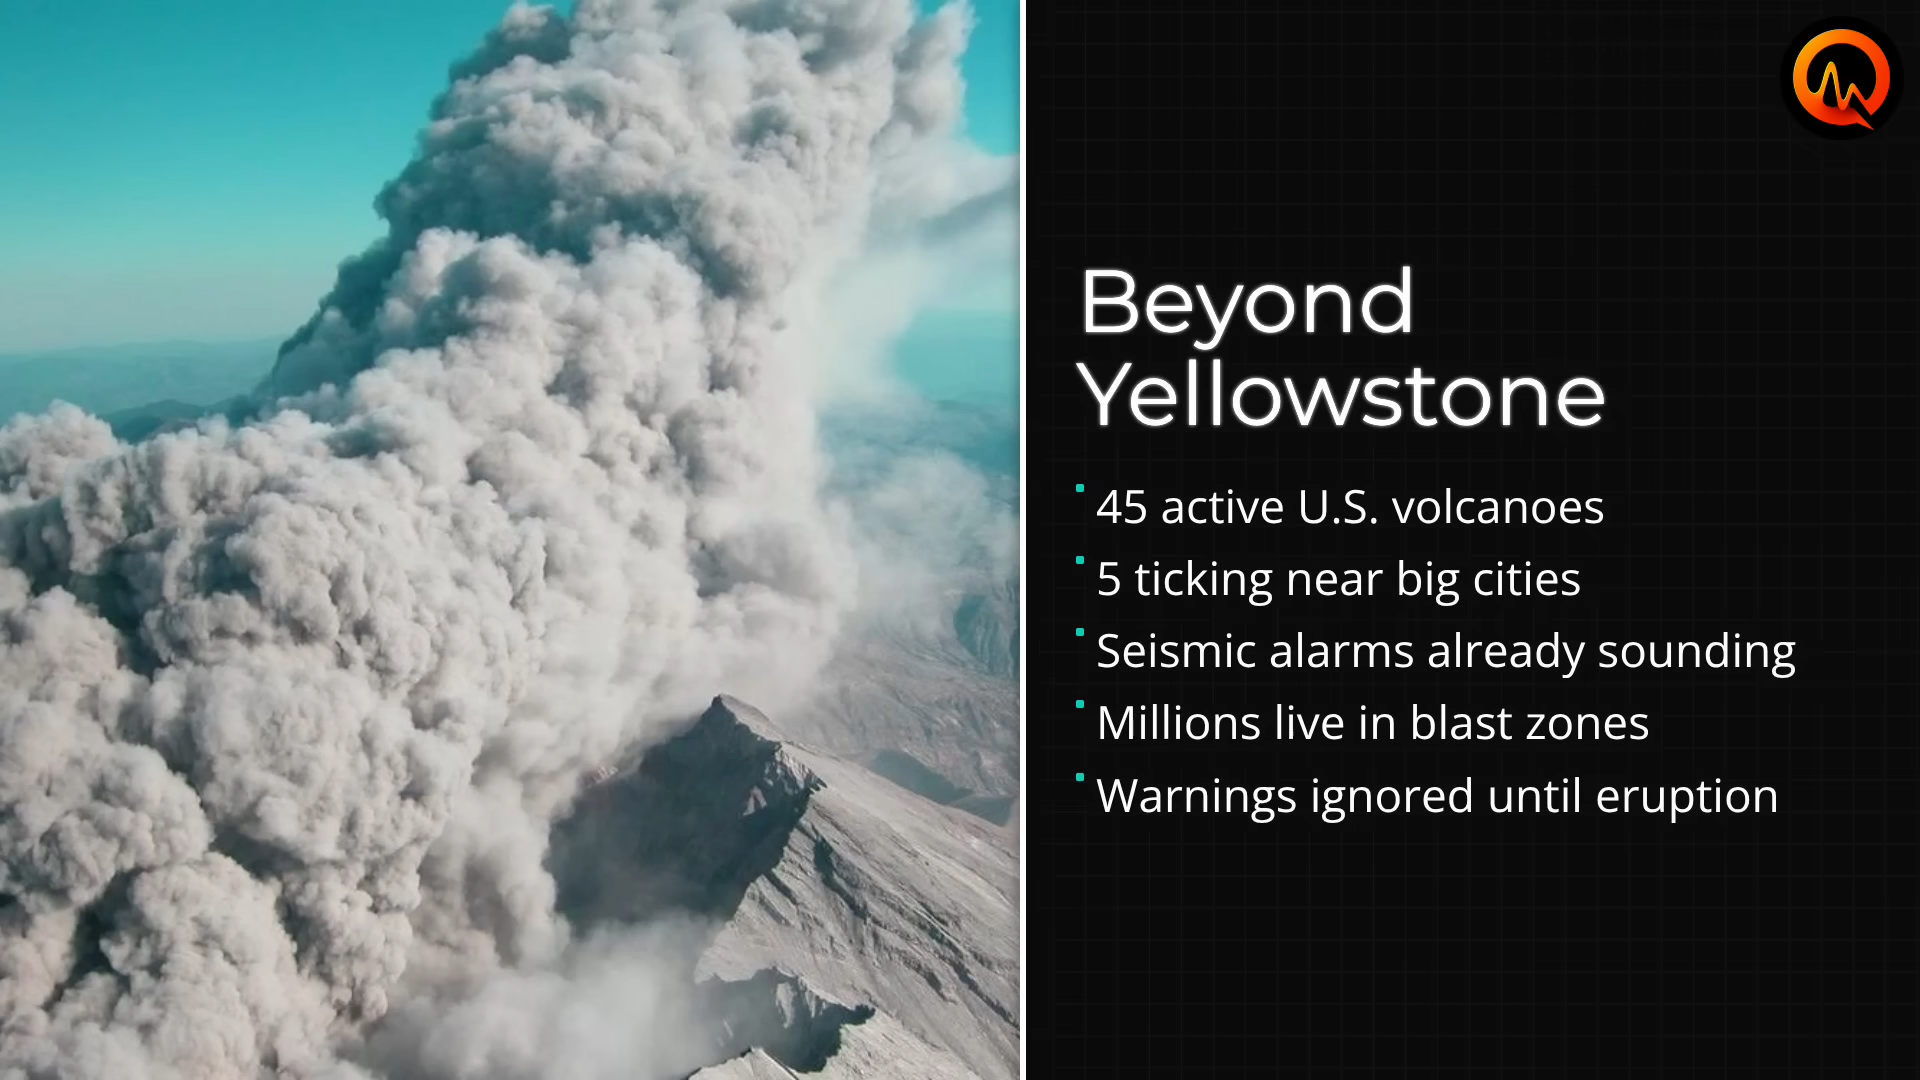 Beyond
Yellowstone
45 active U.S. volcanoes
5 ticking near big cities
Seismic alarms already sounding
Millions live in blast zones
Warnings ignored until eruption